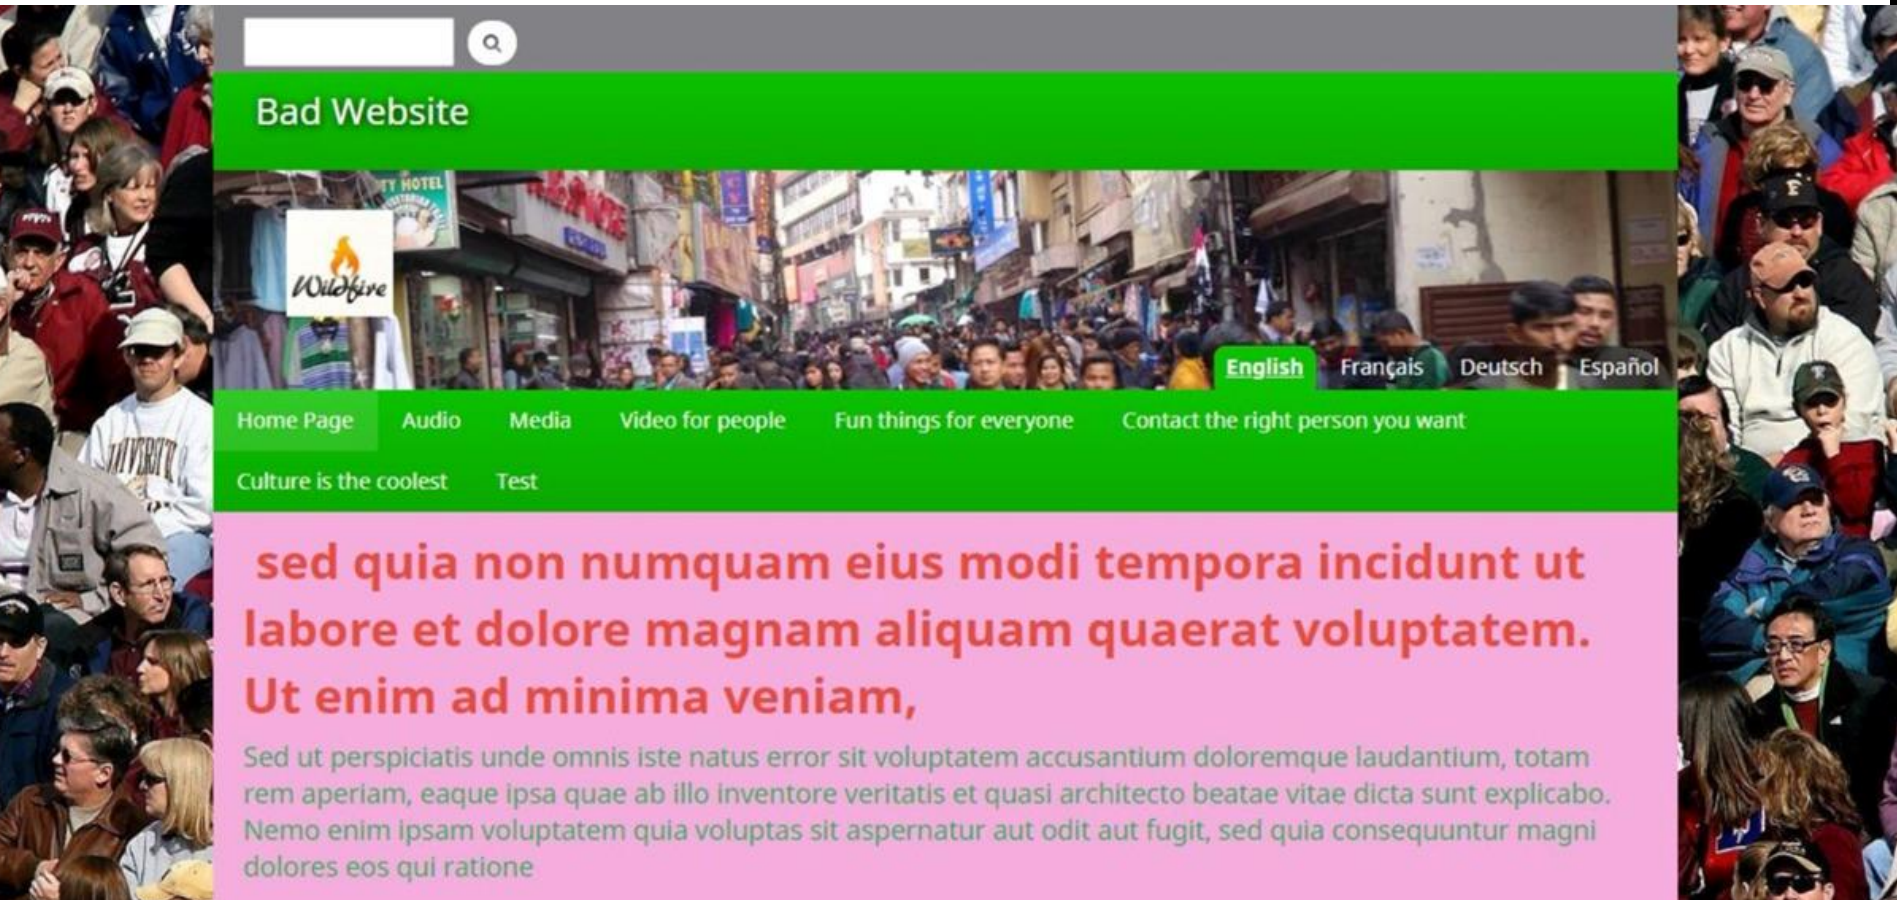 Bad Website
TY HOTEL
Wildfire
English Français Deutsch Español
Home Page Audio Media Video for people Fun things for everyone Contact the right person you want
Culture is the coolest Test
sed quia non numquam eius modi tempora incidunt ut
labore et dolore magnam aliquam quaerat voluptatem.
Ut enim ad minima veniam,
Sed ut perspiciatis unde omnis iste natus error sit voluptatem accusantium doloremque laudantium, totam
rem aperiam, eaque ipsa quae ab illo inventore veritatis et quasi architecto beatae vitae dicta sunt explicabo.
Nemo enim ipsam voluptatem quia voluptas sit aspernatur aut odit aut fugit, sed quia consequuntur magni
dolores eos qui ratione